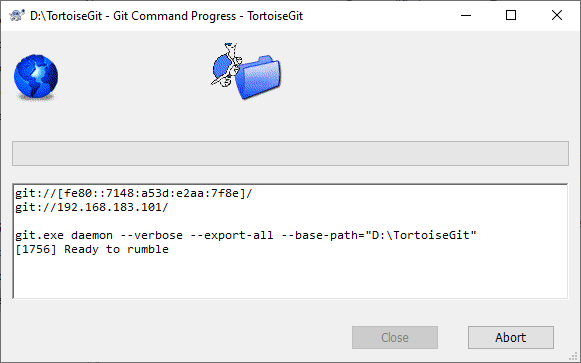 D:\TortoiseGit - Git Command Progress - TortoiseGit
git://[fe80::7148:a53d:e2aa:7f8e]/
git://192.168.183.101/
git.exe daemon --verbose --export-all --base-path="D:\TortoiseGit"
[1756] Ready to rumble
Close
Abort